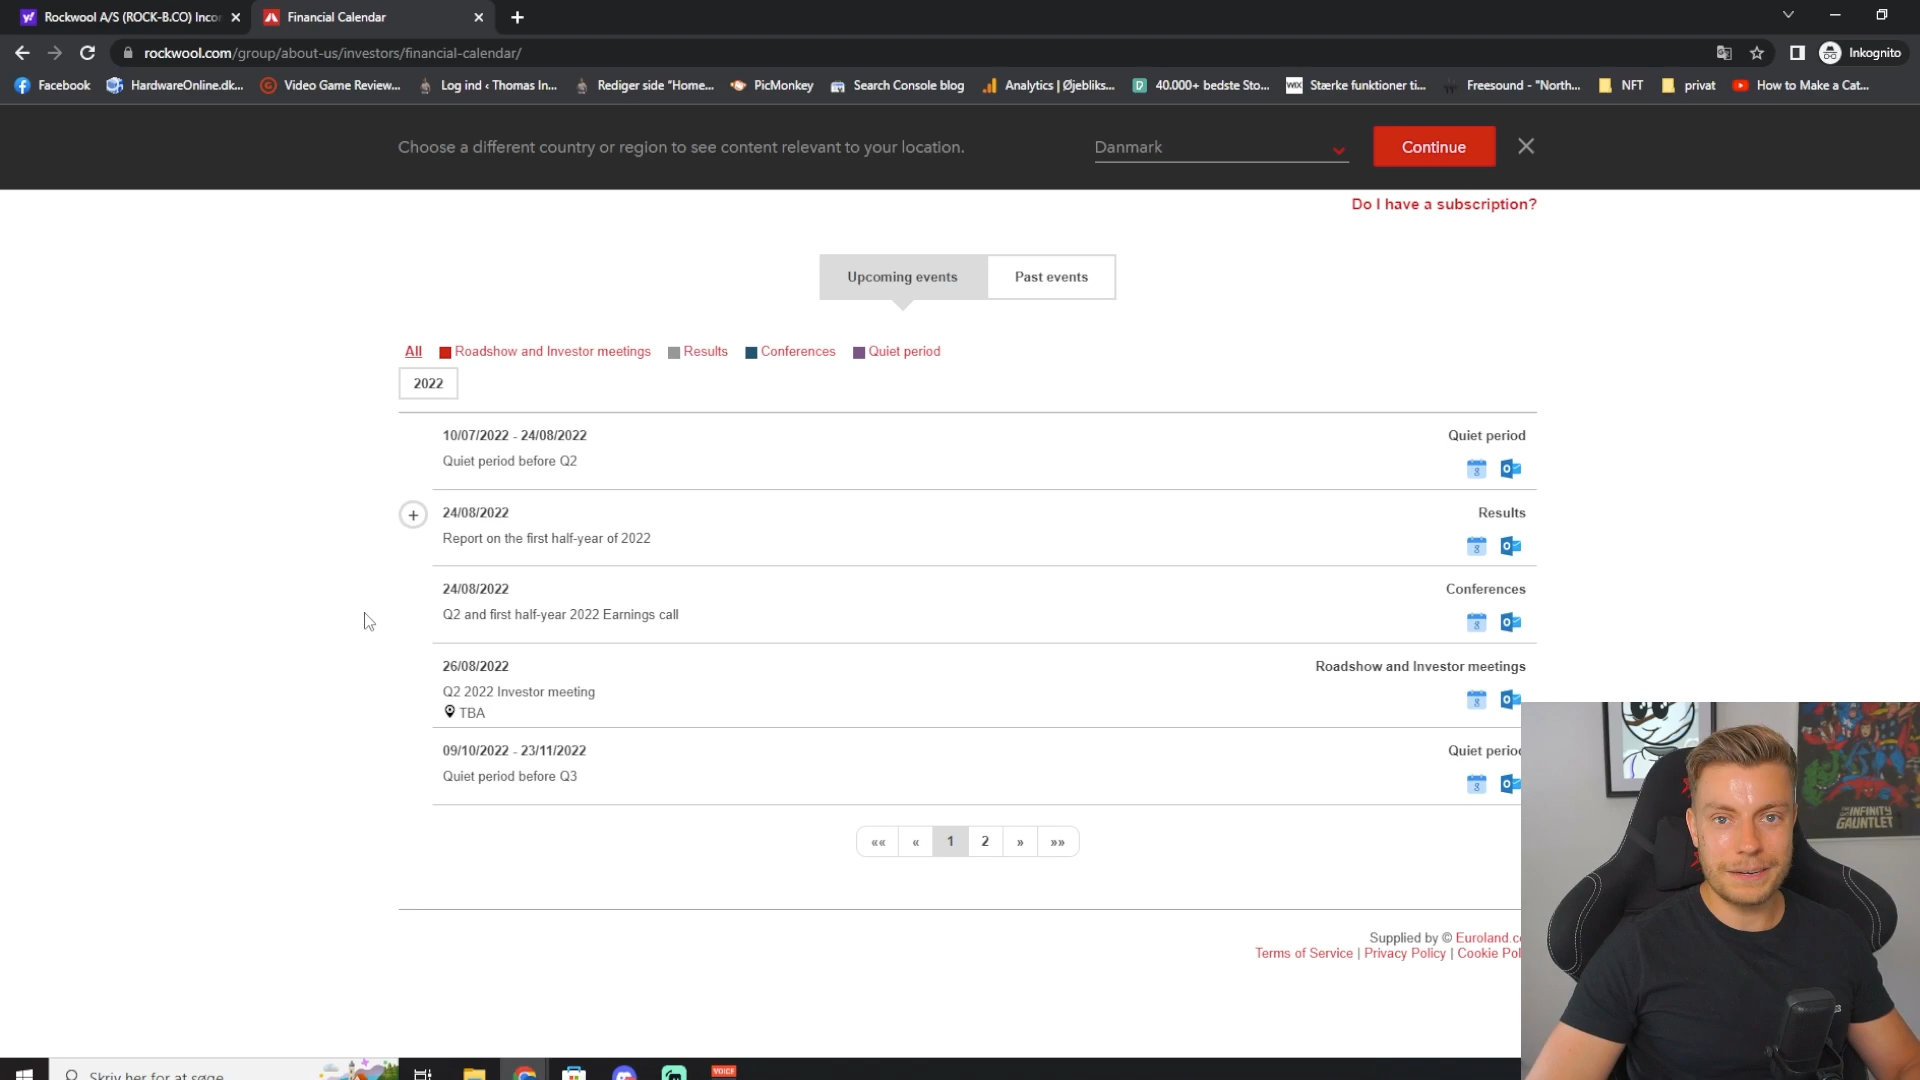 Rockwool A/S (ROCK-B.CO) Inco
Financial Calendar
rockwool.com/group/about-us/investors/financial-calendar/
Inkognito
Facebook
HardwareOnline.dk...
Video Game Review...
Log ind ‹ Thomas In...
Rediger side "Home...
PicMonkey
Search Console blog
Analytics | Øjebliks...
40.000+ bedste Sto...
WIX
Stærke funktioner ti...
Freesound - "North...
NFT
privat
How to Make a Cat...
Choose a different country or region to see content relevant to your location.
Danmark
Continue
Do I have a subscription?
Upcoming events
Past events
All
Roadshow and Investor meetings
Results
Conferences
Quiet period
2022
10/07/2022 - 24/08/2022
Quiet period
Quiet period before Q2
24/08/2022
Results
Report on the first half-year of 2022
24/08/2022
Conferences
Q2 and first half-year 2022 Earnings call
26/08/2022
Roadshow and Investor meetings
Q2 2022 Investor meeting
TBA
09/10/2022 - 23/11/2022
Quiet period
Quiet period before Q3
«« « 1 2 » »»
Supplied by © Euroland.c
Terms of Service | Privacy Policy | Cookie Pol
INFINITY
GAUNTLET
Skriv her for at søge
VOICE